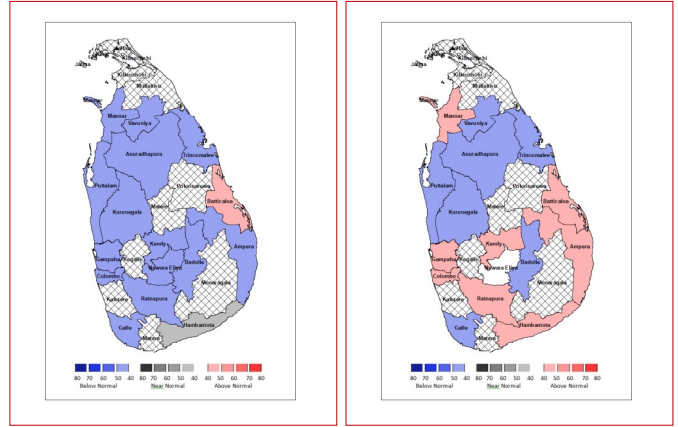 Jaffna
Kilinochchi
Mullaitivu
Mannar
Mannar
Vavuniya
Anuradhapura
Trincomalee
Puttalam
Polonnaruwa
Batticaloa
Kurunegala
Matale
Kandy
Ampara
Gampaha
Kegalle
Badulla
Nuwara Eliya
Colombo
Moneragala
Kalutara
Ratnapura
Hambantota
Galle
Matara
80 70 60 50 40 80 70 60 50 40 40 50 60 70 80
Below Normal Near Normal Above Normal
Jaffna
Kilinochchi
Mullaitivu
Mannar
Mannar
Vavuniya
Anuradhapura
Trincomalee
Puttalam
Polonnaruwa
Batticaloa
Kurunegala
Matale
Kandy
Ampara
Gampaha
Kegalle
Badulla
Nuwara Eliya
Colombo
Moneragala
Kalutara
Ratnapura
Hambantota
Galle
Matara
80 70 60 50 40 80 70 60 50 40 40 50 60 70 80
Below Normal Near Normal Above Normal